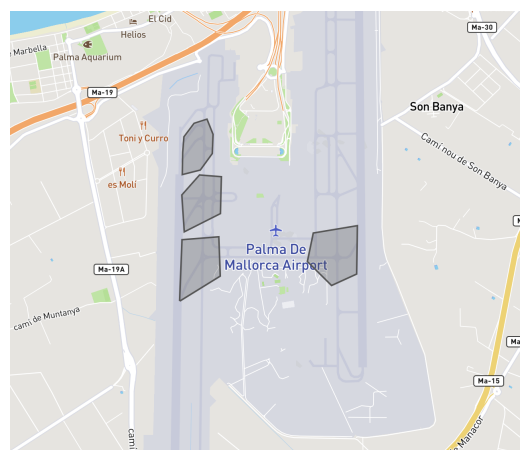 El Cid
Helios
Marbella
Palma Aquarium
Ma-30
Ma-19
Son Banya
Toni y Curro
Camí nou de Son Banya
es Molí
Palma De
Mallorca Airport
Ma-19A
camí de Muntanya
Ma-15
Manacor
camí